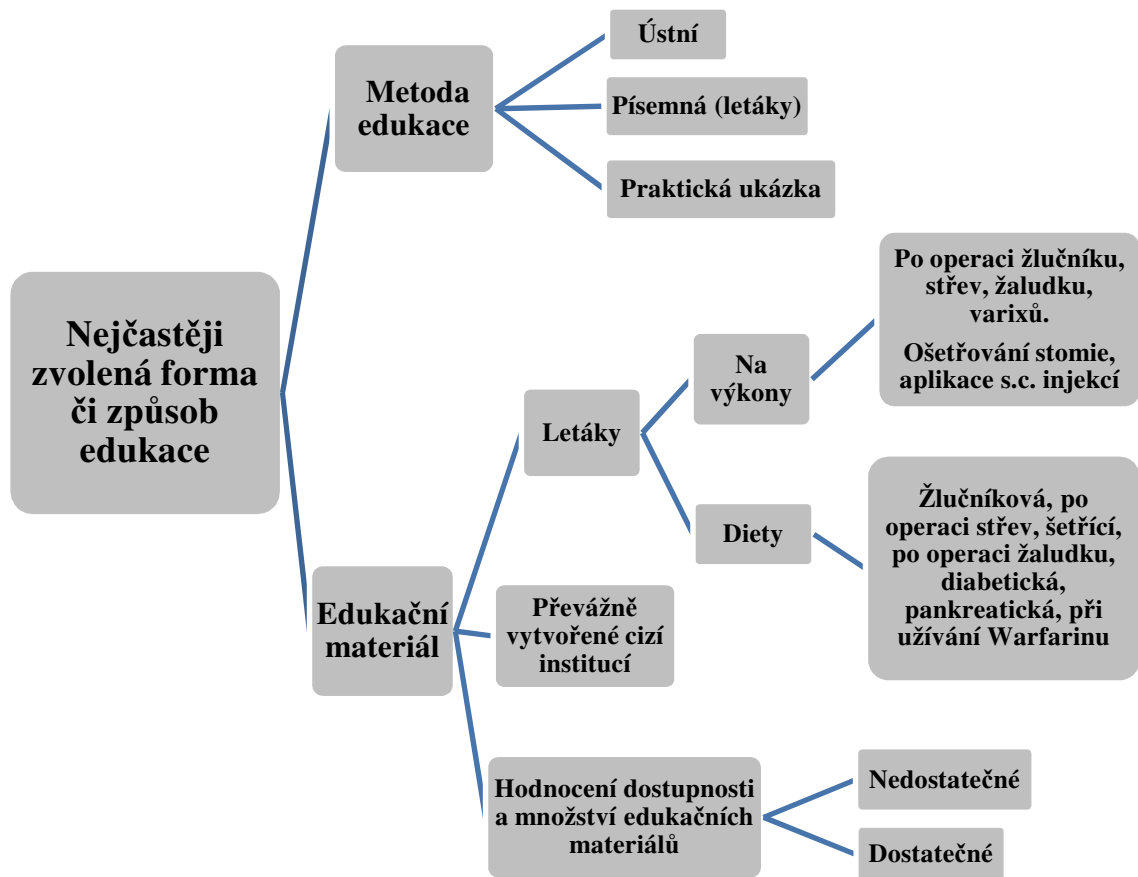 Nejčastěji
zvolená forma
či způsob
edukace
Metoda
edukace
Ústní
Písemná (letáky)
Praktická ukázka
Edukační
materiál
Letáky
Na
výkony
Po operaci žlučníku,
střev, žaludku,
varixů.
Ošetřování stomie,
aplikace s.c. injekcí
Diety
Žlučníková, po
operaci střev, šetřící,
po operaci žaludku,
diabetická,
pankreatická, při
užívání Warfarinu
Převážně
vytvořené cizí
institucí
Hodnocení dostupnosti
a množství edukačních
materiálů
Nedostatečné
Dostatečné